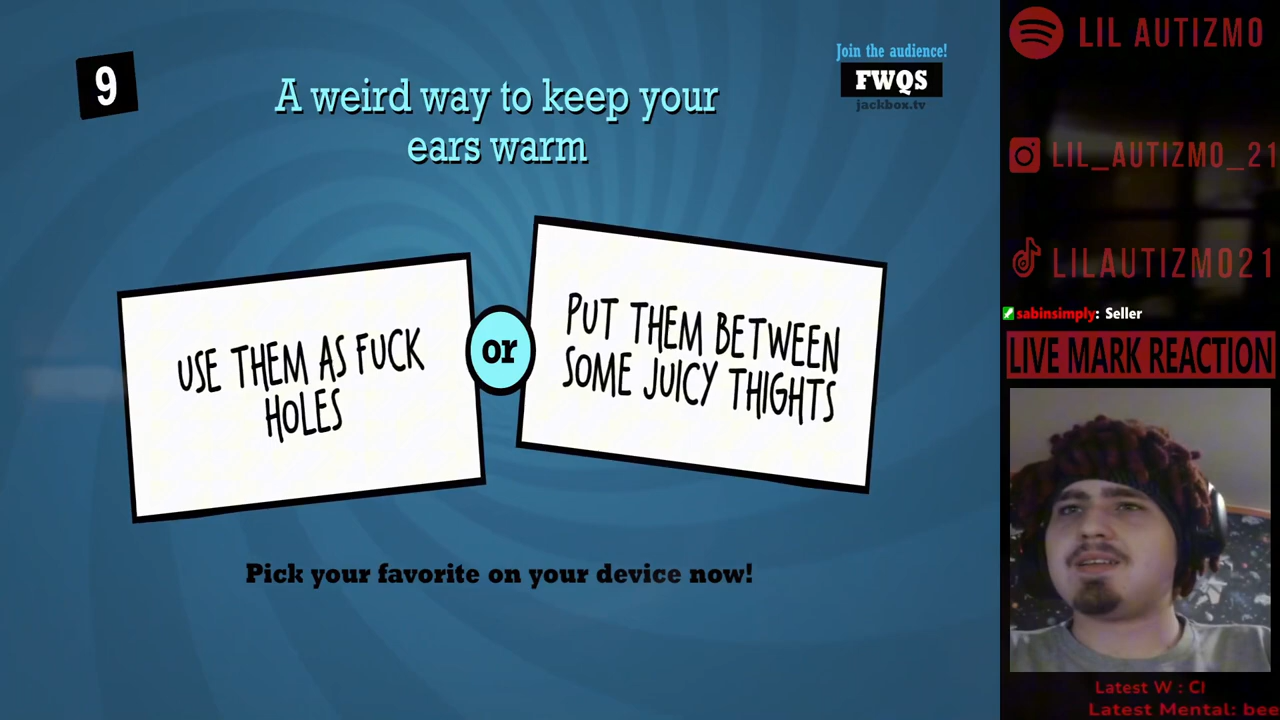 9
A weird way to keep your
ears warm
Join the audience!
FWQS
jackbox.tv
USE THEM AS FUCK
HOLES
or
PUT THEM BETWEEN
SOME JUICY THIGHTS
Pick your favorite on your device now!
LIL AUTIZMO
LIL_AUTIZMO_21
LILAUTIZMO21
sabinsimply: Seller
LIVE MARK REACTION
Latest W : Cl
Latest Mental: bee